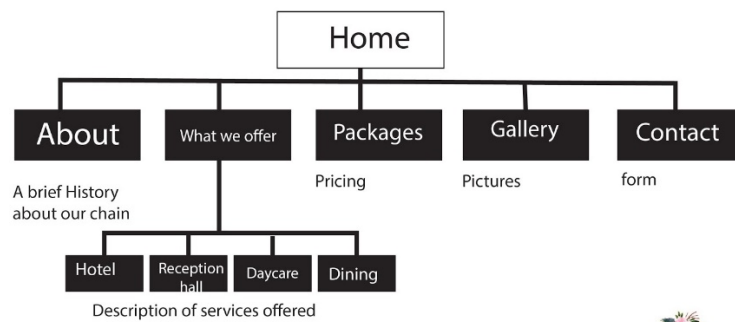 Home
About
What we offer
Packages
Gallery
Contact
A brief History
about our chain
Pricing
Pictures
form
Hotel
Reception
hall
Daycare
Dining
Description of services offered